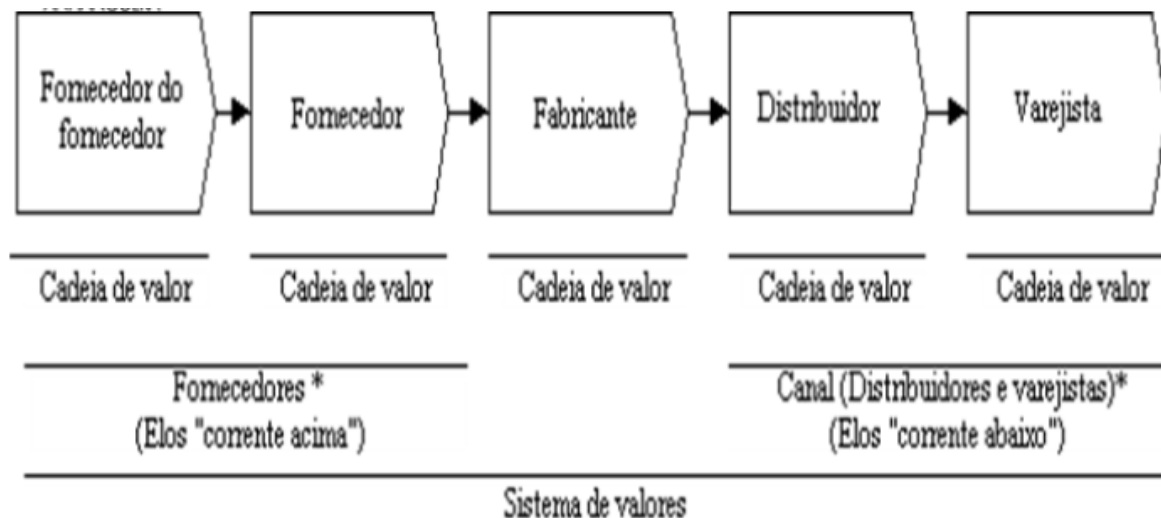 Fornecedor do
fornecedor
Fornecedor
Fabricante
Distribuidor
Varejista
Cadeia de valor
Cadeia de valor
Cadeia de valor
Cadeia de valor
Cadeia de valor
Fornecedores *
(Elos "corrente acima")
Canal (Distribuidores e varejistas)*
(Elos "corrente abaixo")
Sistema de valores